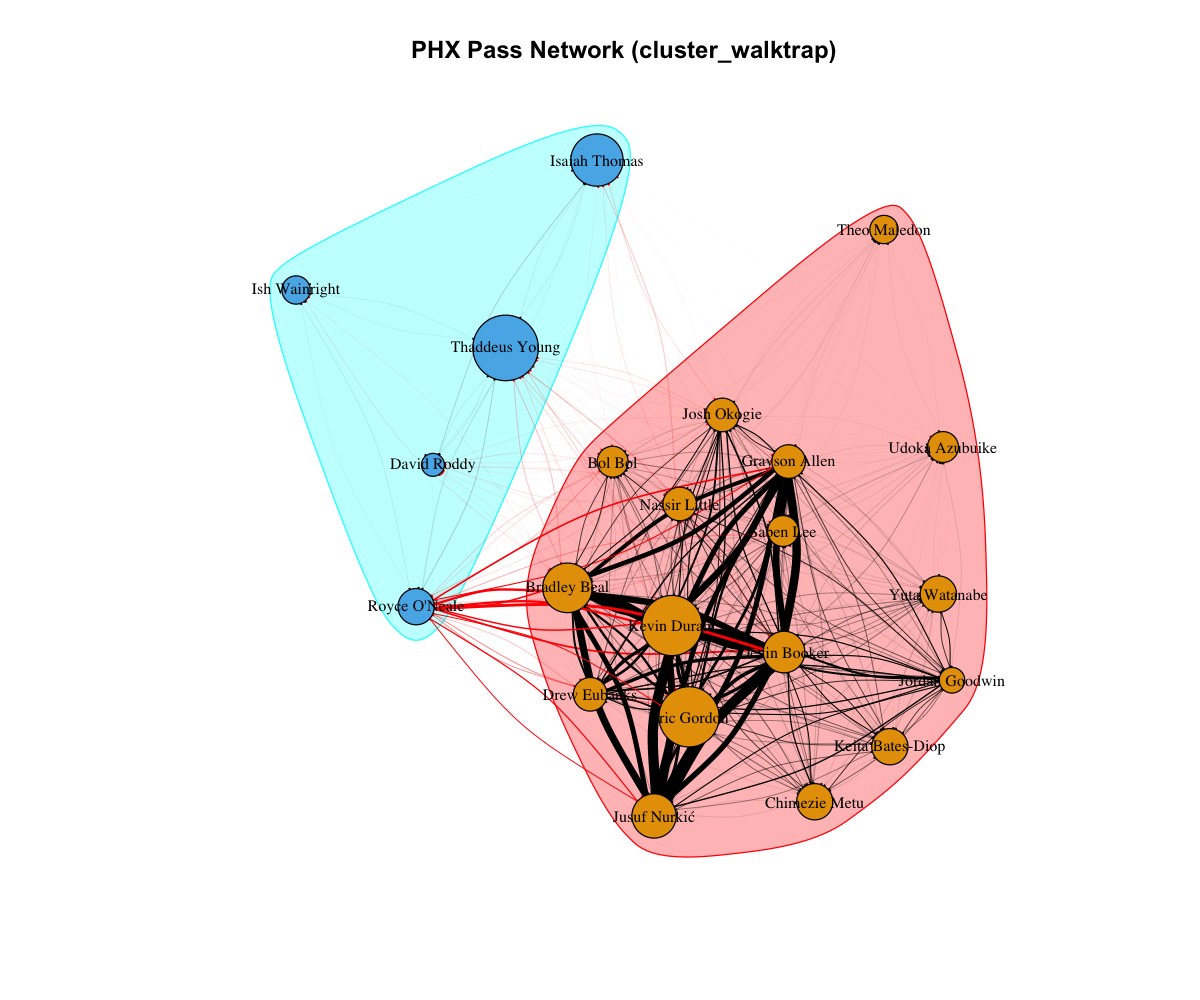 PHX Pass Network (cluster_walktrap)
Isaiah Thomas
Theo Maledon
Ish Wainright
Thaddeus Young
Josh Okogie
Udoka Azubuike
Grayson Allen
Bol Bol
David Roddy
Nassir Little
Saben Lee
Bradley Beal
Yuta Watanabe
Royce O'Neale
Kevin Durant
Devin Booker
Jordan Goodwin
Drew Eubanks
Eric Gordon
Keita Bates-Diop
Chimezie Metu
Jusuf Nurkić